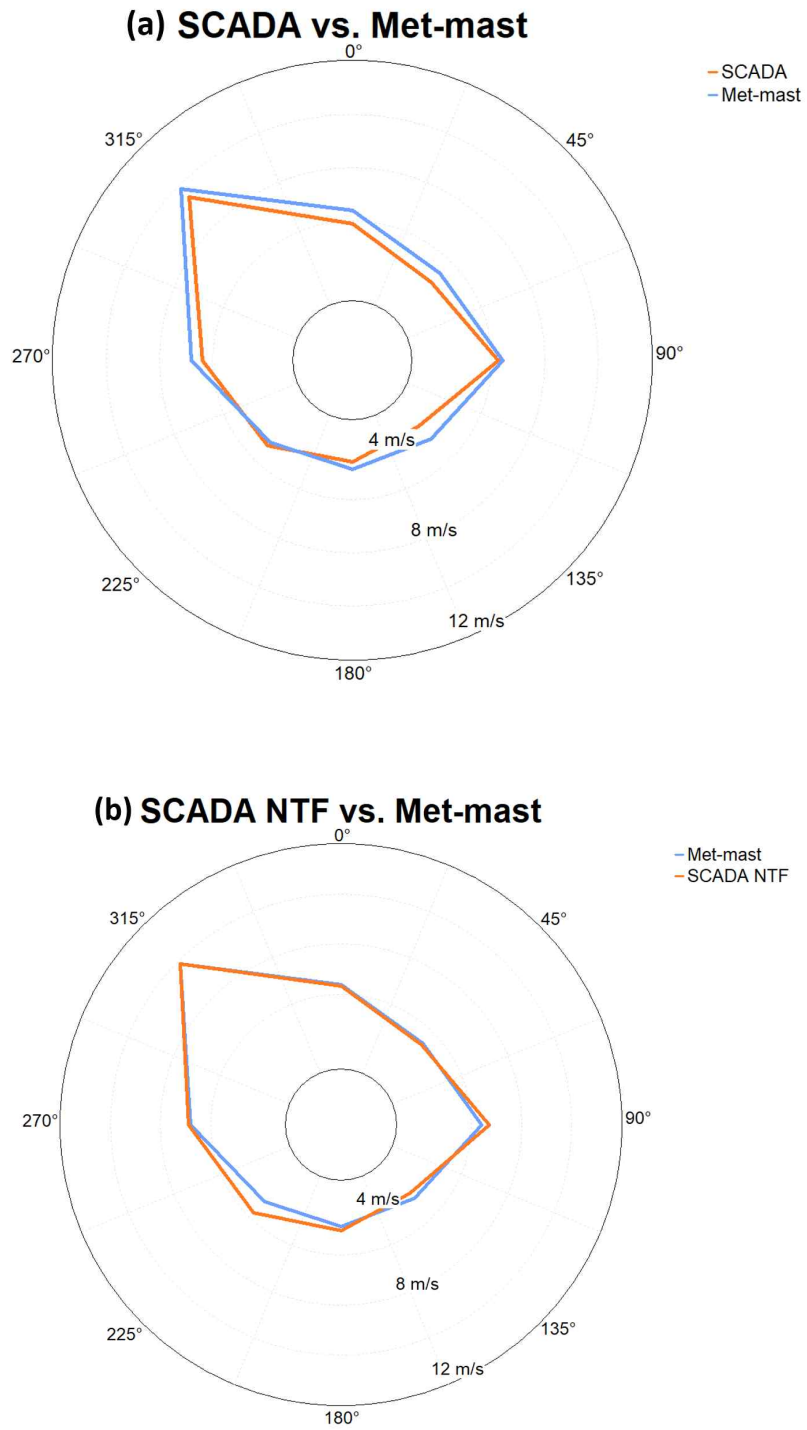 (a) SCADA vs. Met-mast
0°
SCADA
Met-mast
315°
45°
270°
90°
4 m/s
8 m/s
225°
135°
12 m/s
180°
(b) SCADA NTF vs. Met-mast
0°
Met-mast
SCADA NTF
315°
45°
270°
90°
4 m/s
8 m/s
225°
135°
12 m/s
180°